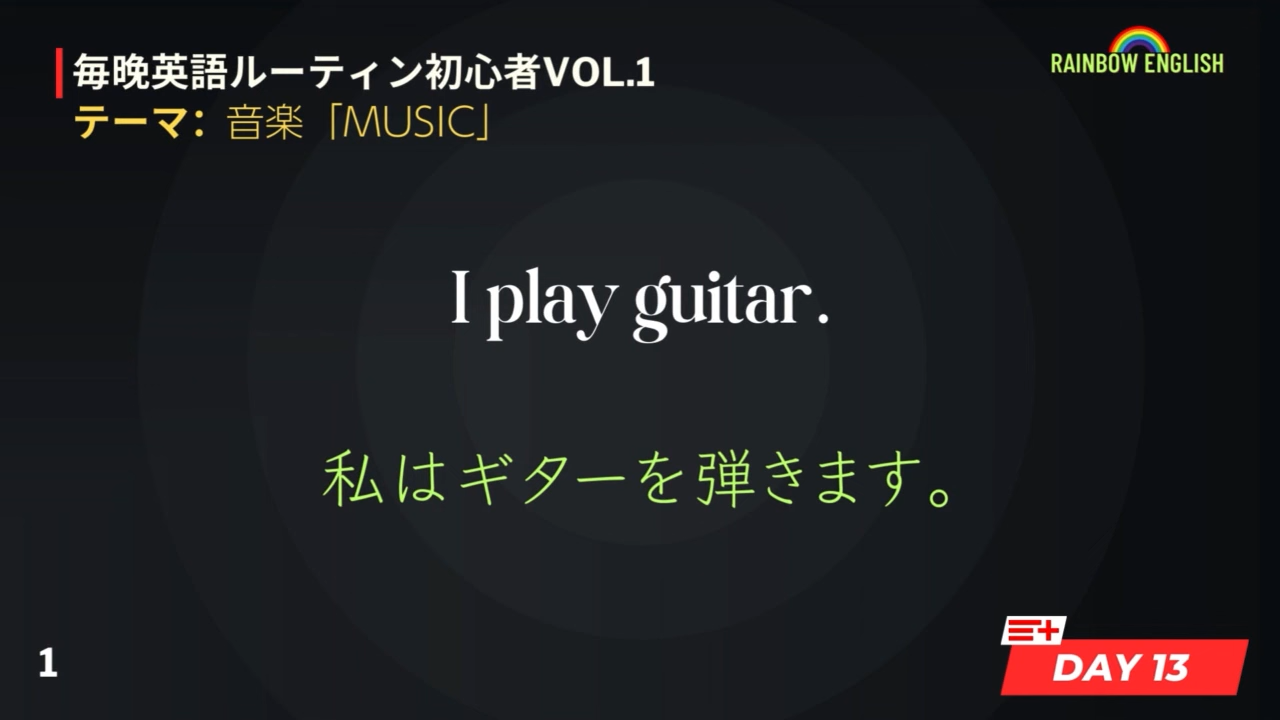 毎晩英語ルーティン初心者VOL.1
テーマ：音楽「MUSIC」
RAINBOW ENGLISH
I play guitar.
私はギターを弾きます。
1
DAY 13